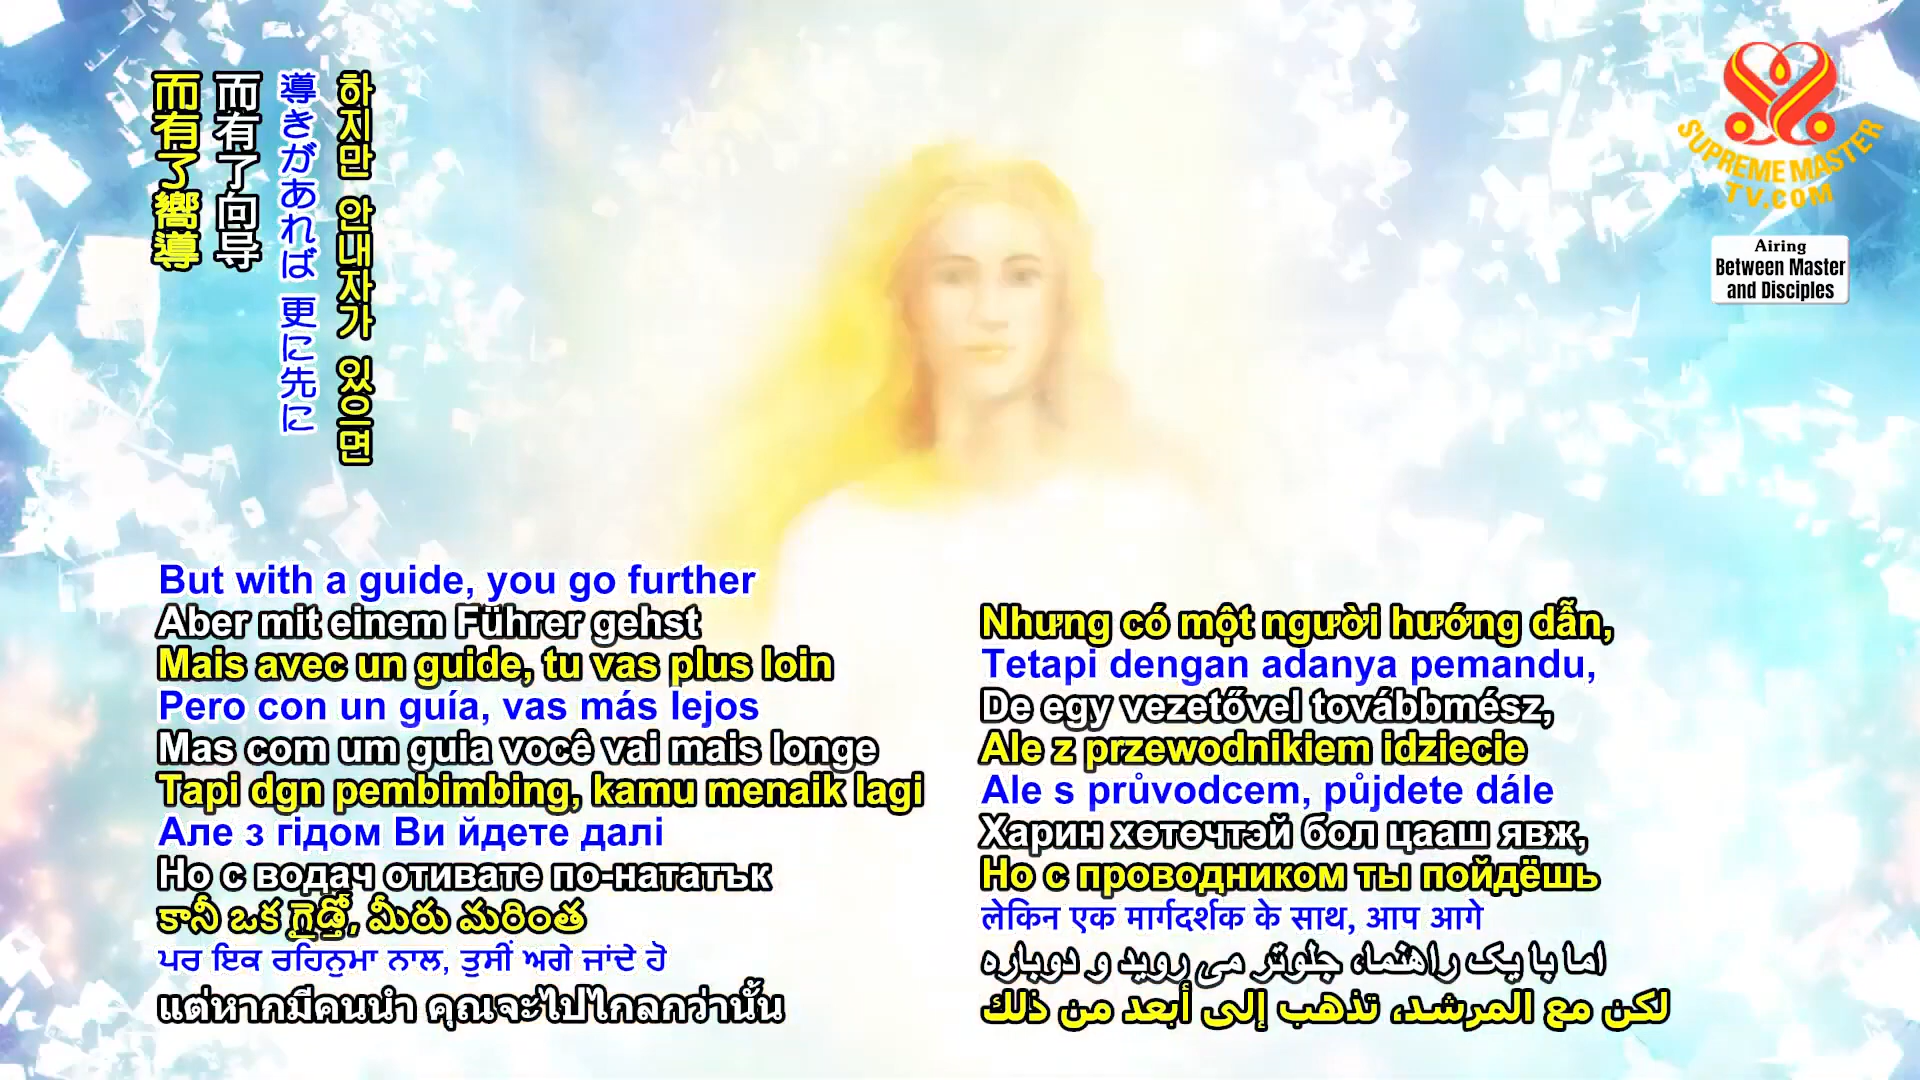 而有了嚮導
而有了向导
導きがあれば 更に先に
하지만 안내자가 있으면
SUPREME MASTER
TV.COM
Airing
Between Master
and Disciples
But with a guide, you go further
Aber mit einem Führer gehst
Mais avec un guide, tu vas plus loin
Pero con un guía, vas más lejos
Mas com um guia você vai mais longe
Tapi dgn pembimbing, kamu menaik lagi
Але з гідом Ви йдете далі
Но с водач отивате по-нататък
కానీ ఒక గైడ్తో, మీరు మరింత
ਪਰ ਇਕ ਰਹਿਨੁਮਾ ਨਾਲ, ਤੁਸੀਂ ਅਗੇ ਜਾਂਦੇ ਹੋ
แต่หากมีคนนำ คุณจะไปไกลกว่านั้น
Nhưng có một người hướng dẫn,
Tetapi dengan adanya pemandu,
De egy vezetővel továbbmész,
Ale z przewodnikiem idziecie
Ale s průvodcem, půjdete dále
Харин хөтөчтэй бол цааш явж,
Но с проводником ты пойдёшь
लेकिन एक मार्गदर्शक के साथ, आप आगे
اما با یک راهنما، جلوتر می روید و دوباره
لكن مع المرشد، تذهب إلى أبعد من ذلك